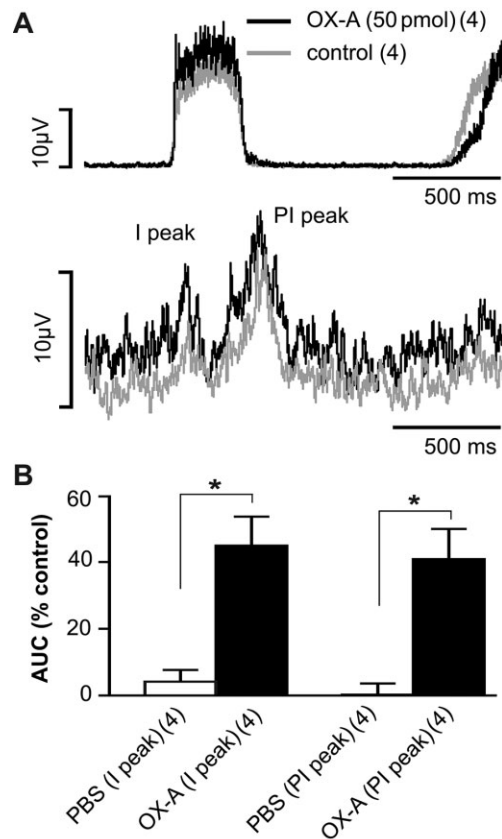 A
OX-A (50 pmol) (4)
control (4)
10μV
500 ms
I peak
PI peak
10μV
500 ms
B
AUC (% control)
60
40
20
0
*
*
PBS (I peak) (4)
OX-A (I peak) (4)
PBS (PI peak) (4)
OX-A (PI peak) (4)